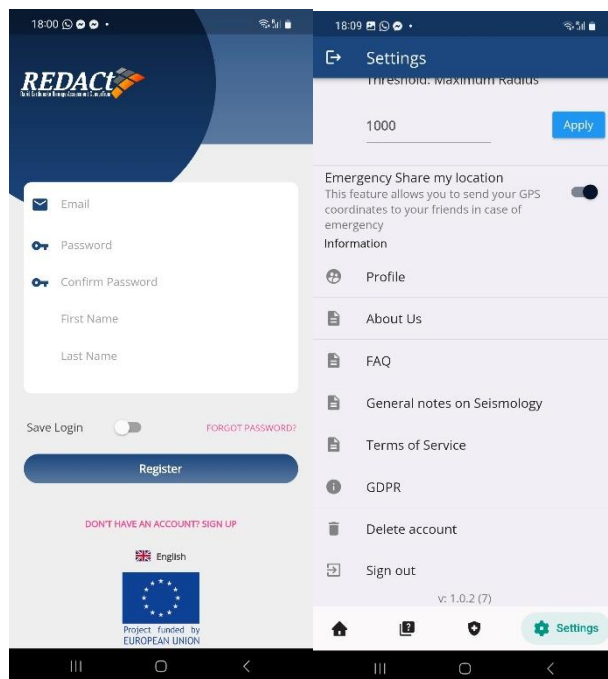 18:00
REDACt
Email
Password
Confirm Password
First Name
Last Name
Save Login
FORGOT PASSWORD?
Register
DON'T HAVE AN ACCOUNT? SIGN UP
English
Project funded by
EUROPEAN UNION
18:09
Settings
Threshold: Maximum Radius
1000
Apply
Emergency Share my location
This feature allows you to send your GPS
coordinates to your friends in case of
emergency
Information
Profile
About Us
FAQ
General notes on Seismology
Terms of Service
GDPR
Delete account
Sign out
v: 1.0.2 (7)
Settings